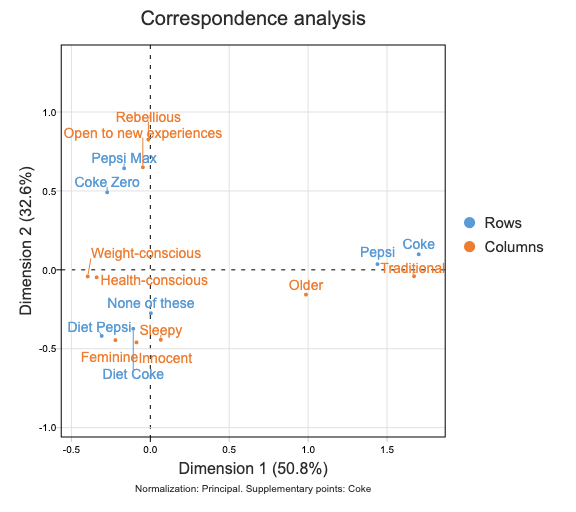 Correspondence analysis
1.0
0.5
0.0
-0.5
-1.0
Dimension 2 (32.6%)
Rebellious
Open to new experiences
Pepsi Max
Coke Zero
Coke
Pepsi
Weight-conscious
Traditional
Health-conscious
Older
None of these
Diet Pepsi
Sleepy
Feminine
Innocent
Diet Coke
Rows
Columns
-0.5
0.0
0.5
1.0
1.5
Dimension 1 (50.8%)
Normalization: Principal. Supplementary points: Coke